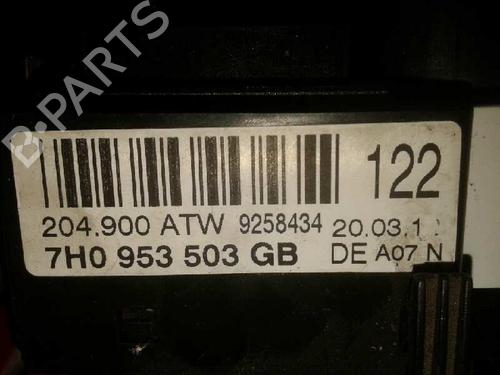 B-PARTS
122
204.900 ATW 9258434 20.03.1
7H0 953 503 GB DE A07 N